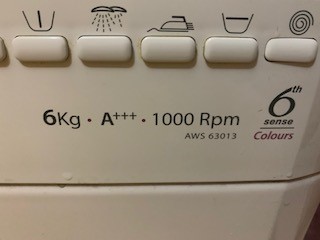 6Kg · A+++ · 1000 Rpm
AWS 63013
6th
sense
Colours